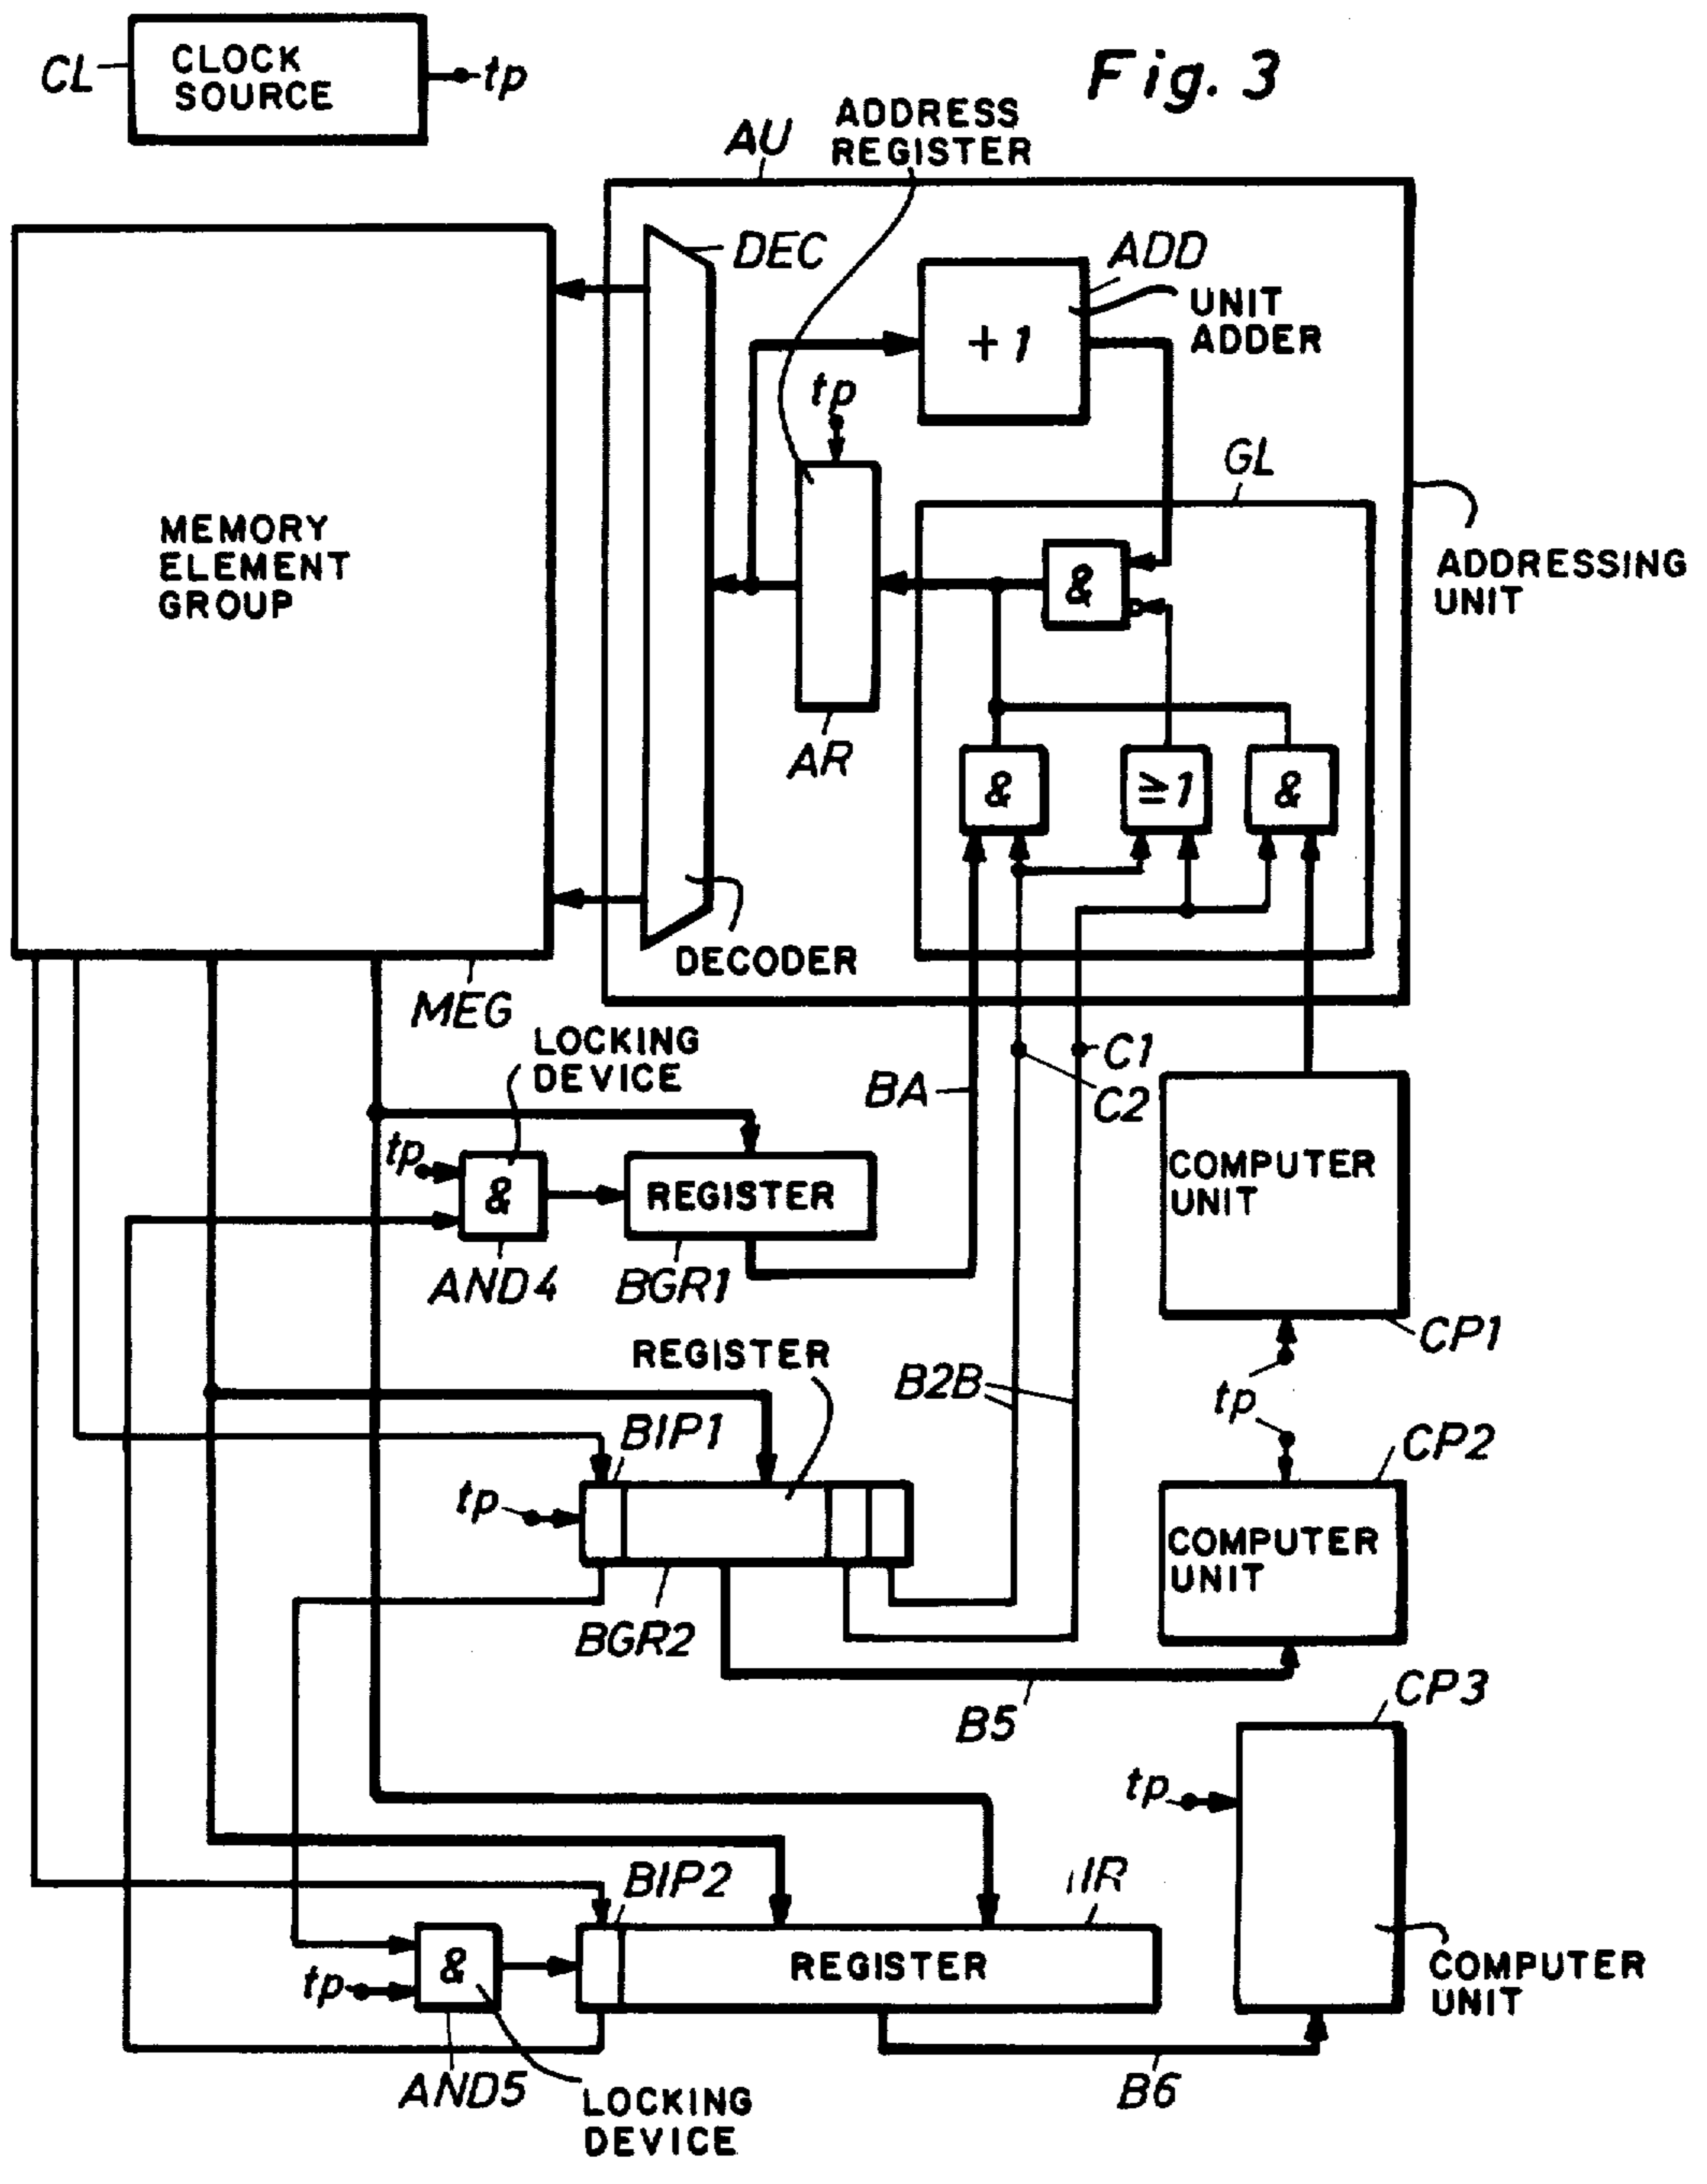 Fig. 3
CL
CLOCK
SOURCE
tp
AU
ADDRESS
REGISTER
DEC
ADD
UNIT
ADDER
+1
tp
GL
MEMORY
ELEMENT
GROUP
&
ADDRESSING
UNIT
AR
&
≥1
&
DECODER
MEG
LOCKING
DEVICE
C1
C2
BA
tp
&
REGISTER
COMPUTER
UNIT
AND4
BGR1
CP1
REGISTER
B2B
tp
BIP1
CP2
tp
COMPUTER
UNIT
BGR2
B5
CP3
tp
BIP2
IIR
&
REGISTER
tp
COMPUTER
UNIT
AND5
LOCKING
DEVICE
B6